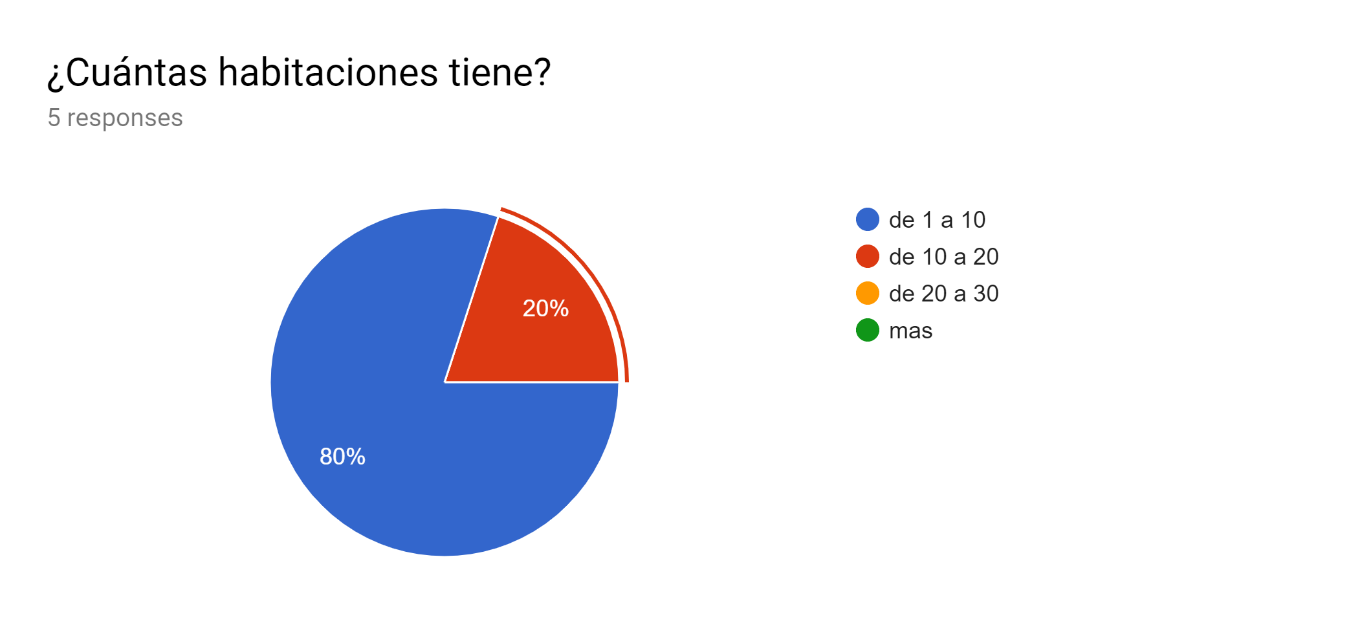 ¿Cuántas habitaciones tiene?
5 responses
de 1 a 10
de 10 a 20
de 20 a 30
mas
20%
80%